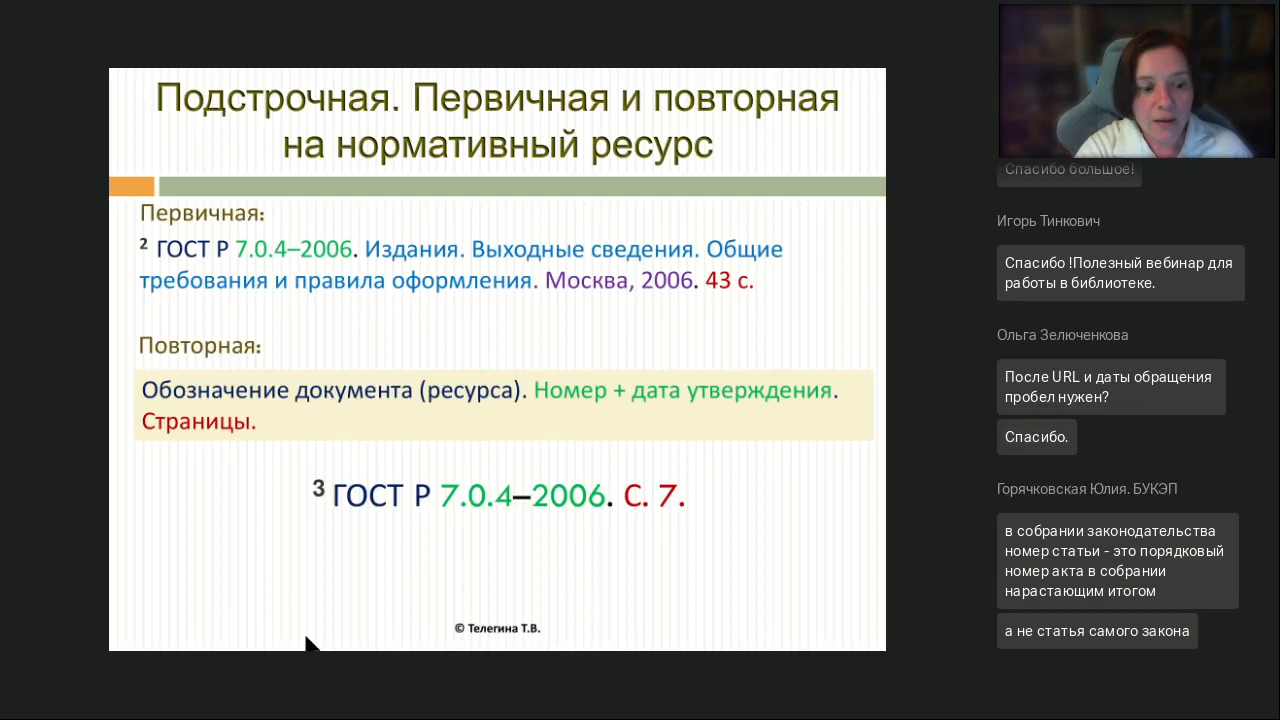 Подстрочная. Первичная и повторная
на нормативный ресурс
Первичная:
² ГОСТ Р 7.0.4–2006. Издания. Выходные сведения. Общие
требования и правила оформления. Москва, 2006. 43 с.
Повторная:
Обозначение документа (ресурса). Номер + дата утверждения.
Страницы.
³ ГОСТ Р 7.0.4–2006. С. 7.
© Телегина Т.В.
Спасибо большое!
Игорь Тинкович
Спасибо !Полезный вебинар для
работы в библиотеке.
Ольга Зелюченкова
После URL и даты обращения
пробел нужен?
Спасибо.
Горячковская Юлия. БУКЭП
в собрании законодательства
номер статьи - это порядковый
номер акта в собрании
нарастающим итогом
а не статья самого закона